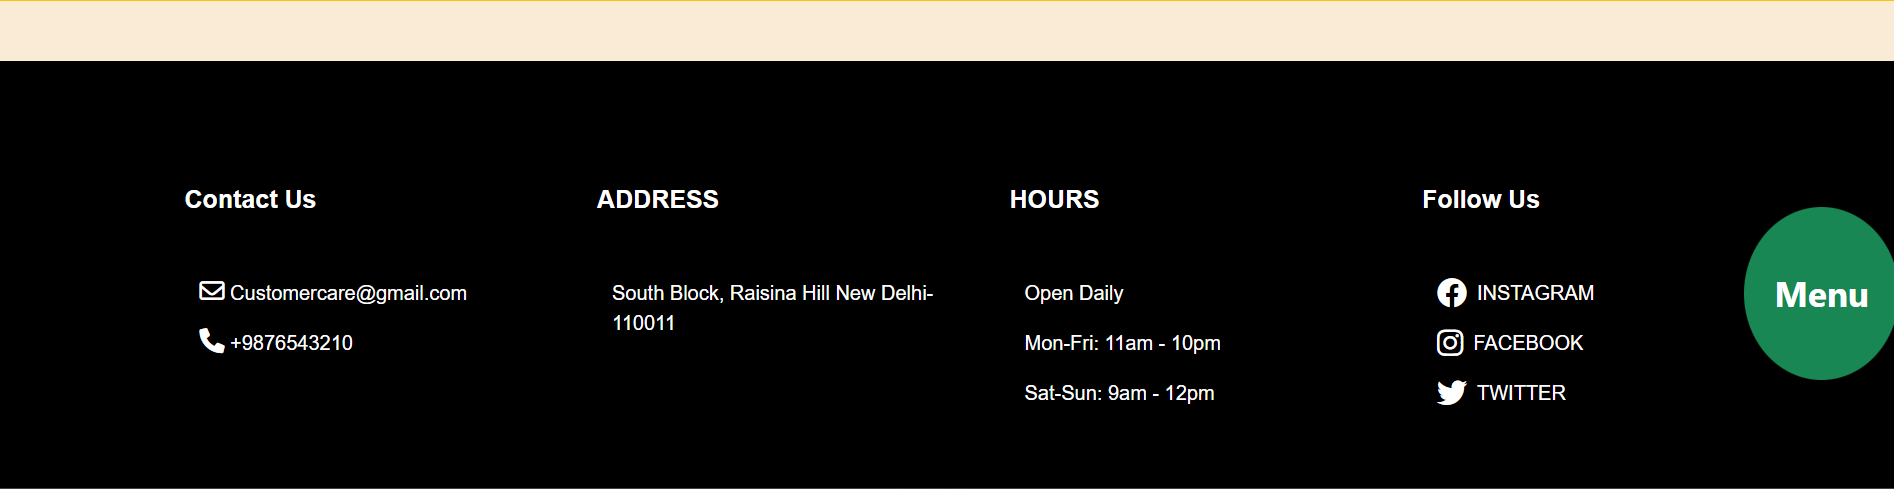 Contact Us
Customercare@gmail.com
+9876543210
ADDRESS
South Block, Raisina Hill New Delhi-
110011
HOURS
Open Daily
Mon-Fri: 11am - 10pm
Sat-Sun: 9am - 12pm
Follow Us
INSTAGRAM
FACEBOOK
TWITTER
Menu